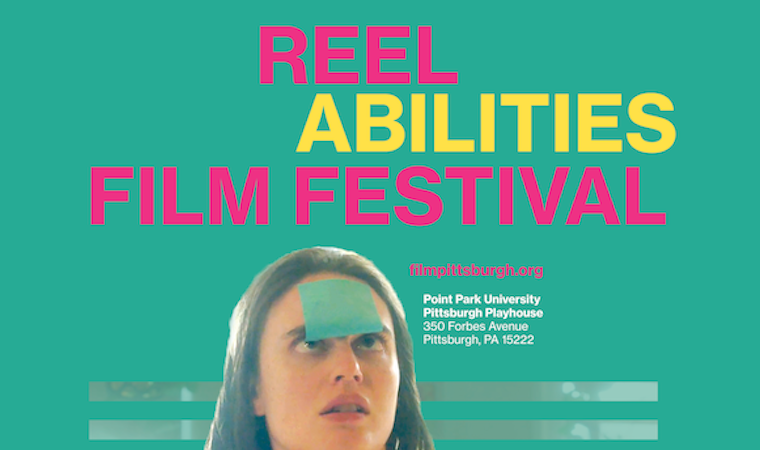 REEL
ABILITIES
FILM FESTIVAL
filmpittsburgh.org
Point Park University
Pittsburgh Playhouse
350 Forbes Avenue
Pittsburgh, PA 15222